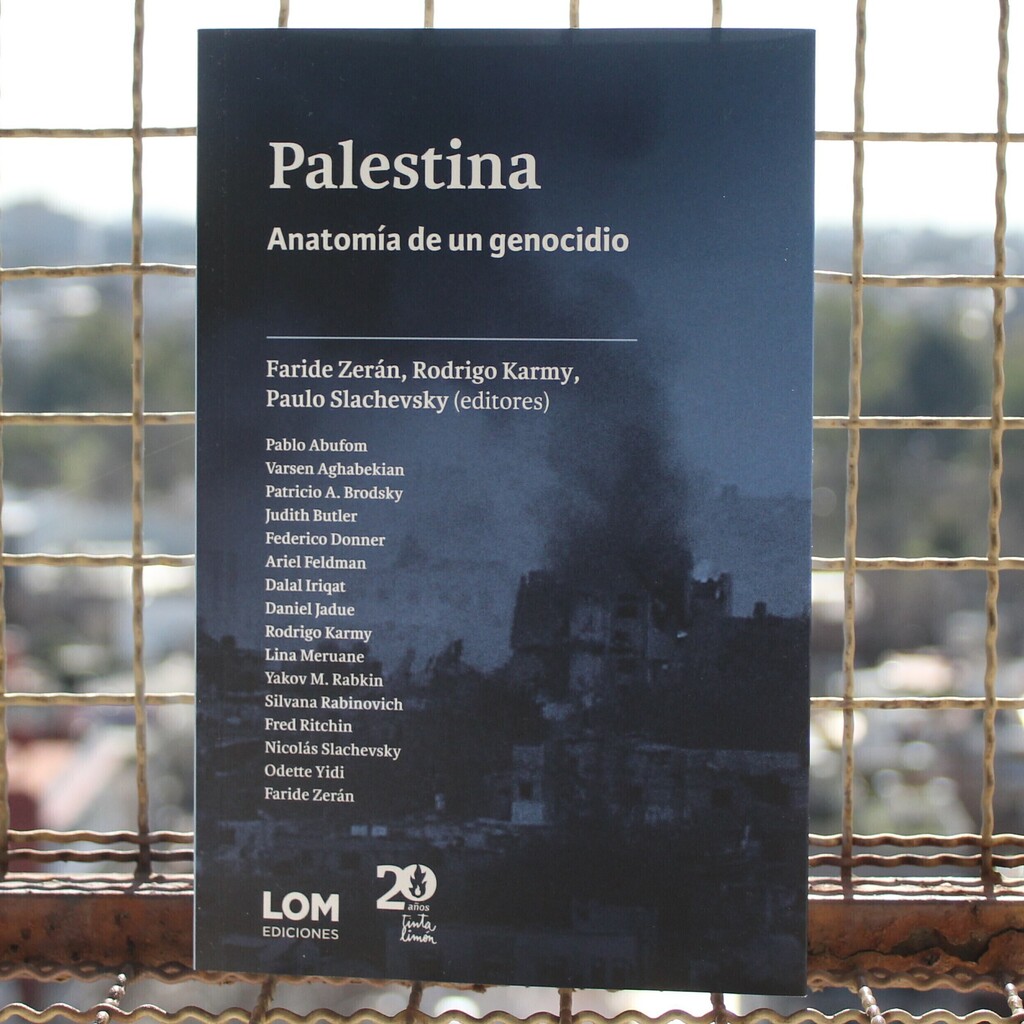 Palestina
Anatomía de un genocidio
Faride Zerán, Rodrigo Karmy,
Paulo Slachevsky (editores)
Pablo Abufom
Varsen Aghabekian
Patricio A. Brodsky
Judith Butler
Federico Donner
Ariel Feldman
Dalal Iriqat
Daniel Jadue
Rodrigo Karmy
Lina Meruane
Yakov M. Rabkin
Silvana Rabinovich
Fred Ritchin
Nicolás Slachevsky
Odette Yidi
Faride Zerán
LOM
EDICIONES
20
años
tinta
limón